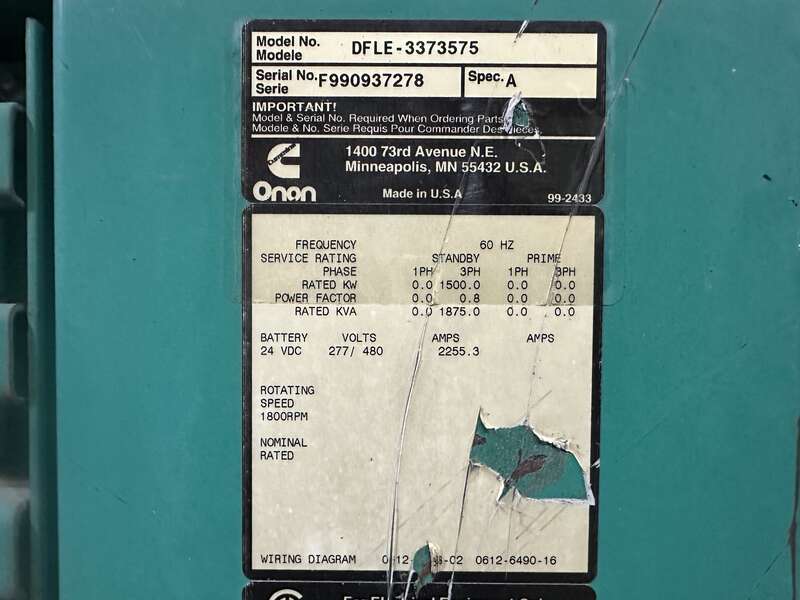 Model No. DFLE-3373575
Modele
Serial No. F990937278 Spec. A
Serie
IMPORTANT!
Model & Serial No. Required When Ordering Parts.
Modele & No. Serie Requis Pour Commander Des Pieces.
Cummins
1400 73rd Avenue N.E.
Minneapolis, MN 55432 U.S.A.
Onan Made in U.S.A 99-2433
FREQUENCY 60 HZ
SERVICE RATING STANDBY PRIME
PHASE 1PH 3PH 1PH 3PH
RATED KW 0.0 1500.0 0.0 0.0
POWER FACTOR 0.0 0.8 0.0 0.0
RATED KVA 0.0 1875.0 0.0 0.0
BATTERY VOLTS AMPS AMPS
24 VDC 277/ 480 2255.3
ROTATING
SPEED
1800RPM
NOMINAL
RATED
WIRING DIAGRAM 0612-6490-16